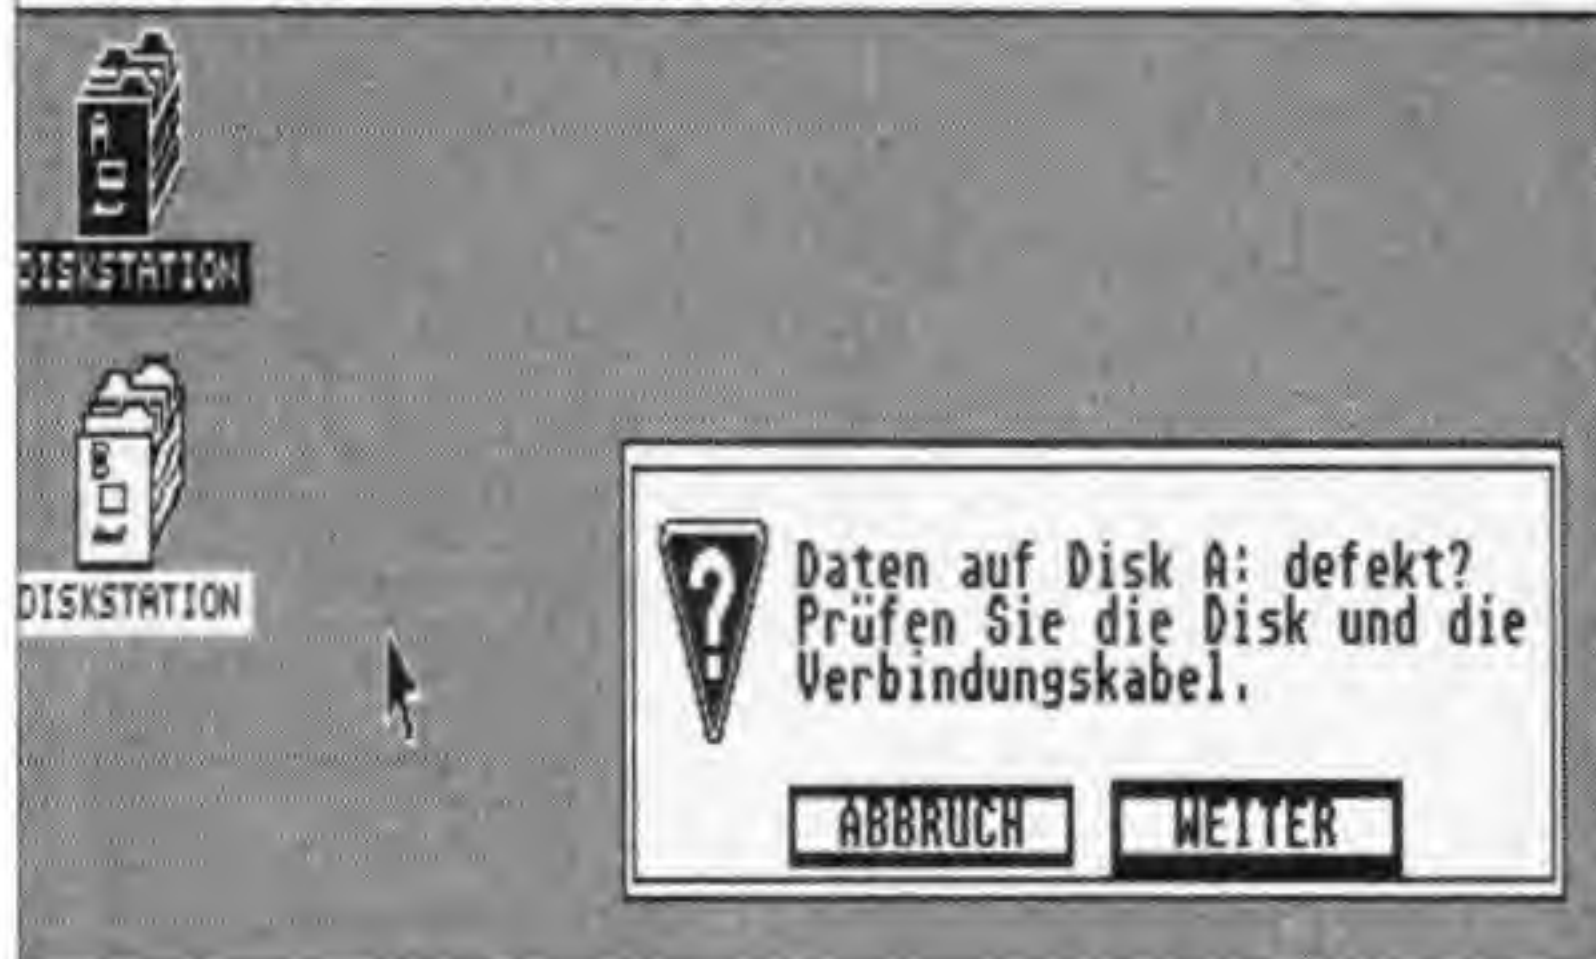 A
DISKSTATION
B
DISKSTATION
Daten auf Disk A: defekt?
Prüfen Sie die Disk und die
Verbindungskabel.
ABBRUCH
WEITER